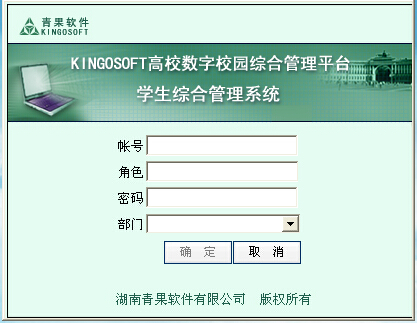 青果软件
KINGOSOFT
KINGOSOFT高校数字校园综合管理平台
学生综合管理系统
帐号
角色
密码
部门
确 定 取 消
湖南青果软件有限公司 版权所有